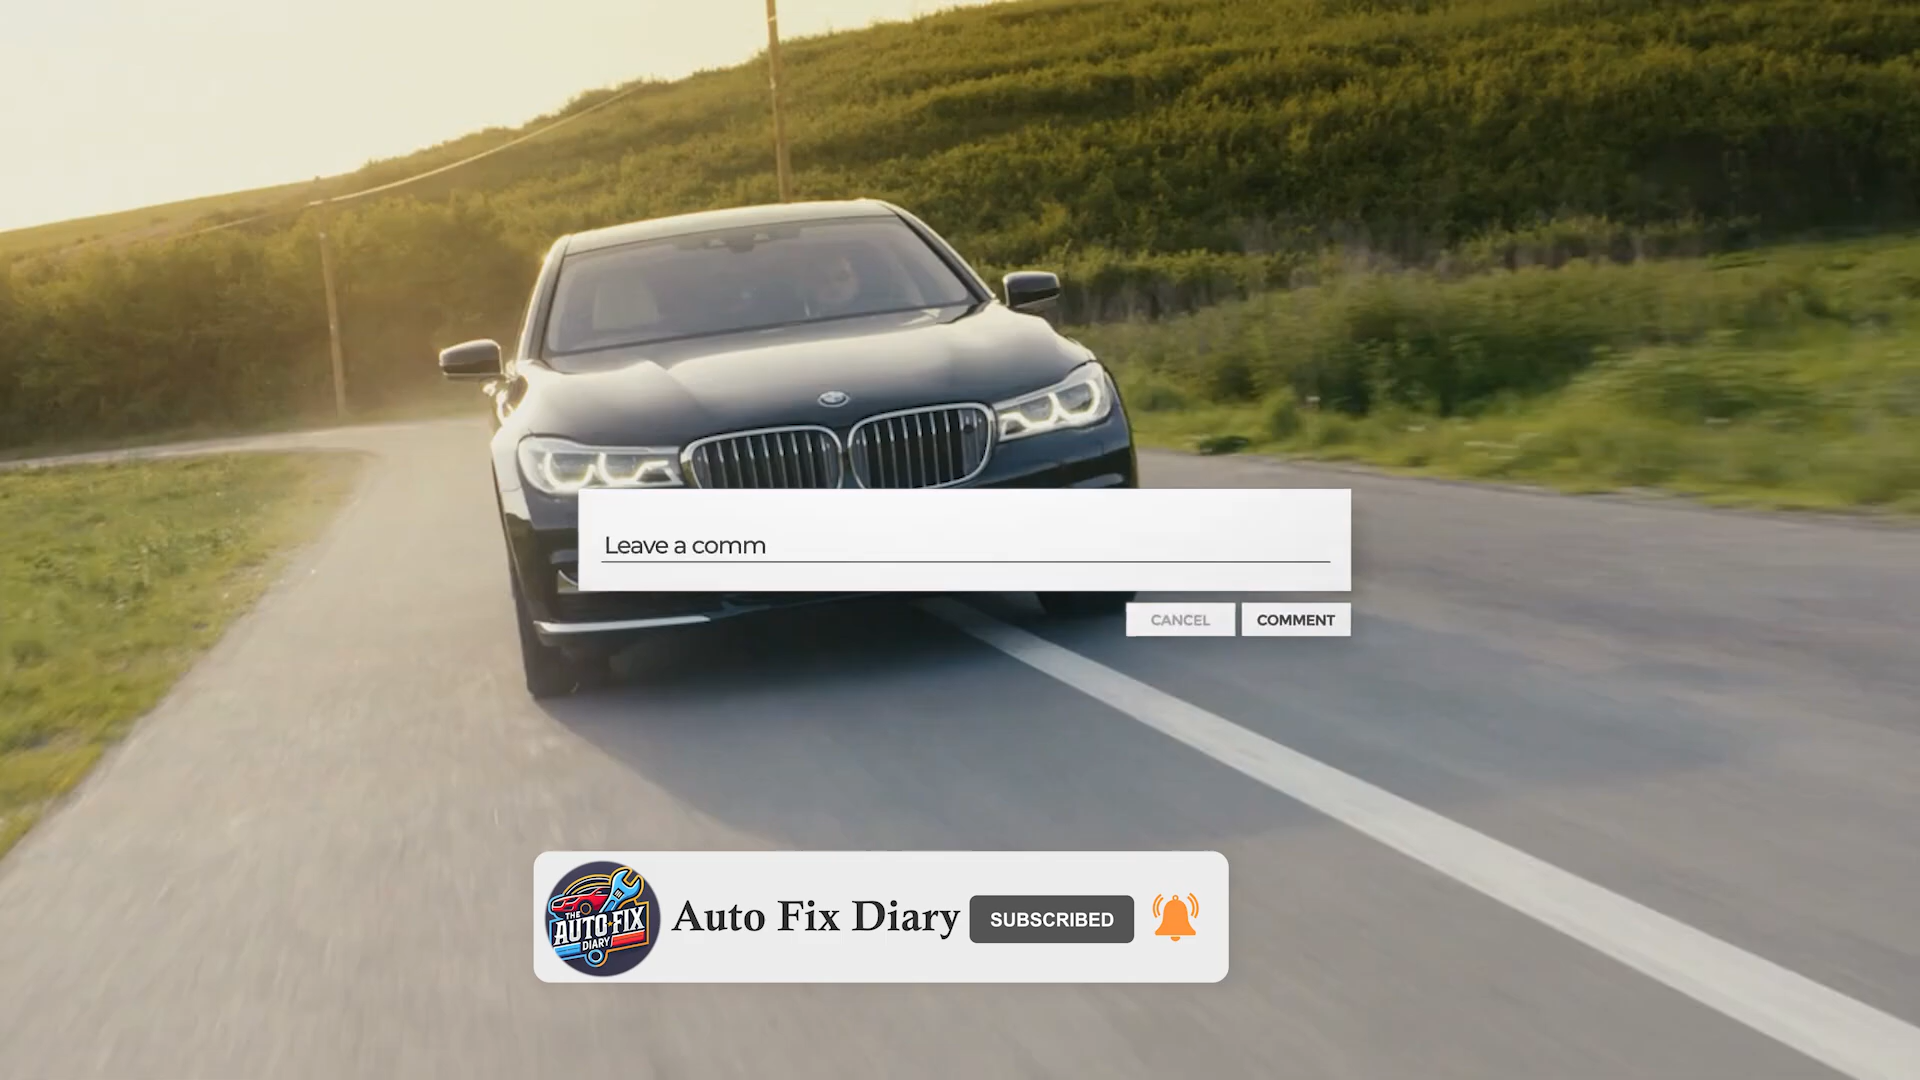 Leave a comm
CANCEL
COMMENT
THE
AUTO FIX
DIARY
Auto Fix Diary
SUBSCRIBED